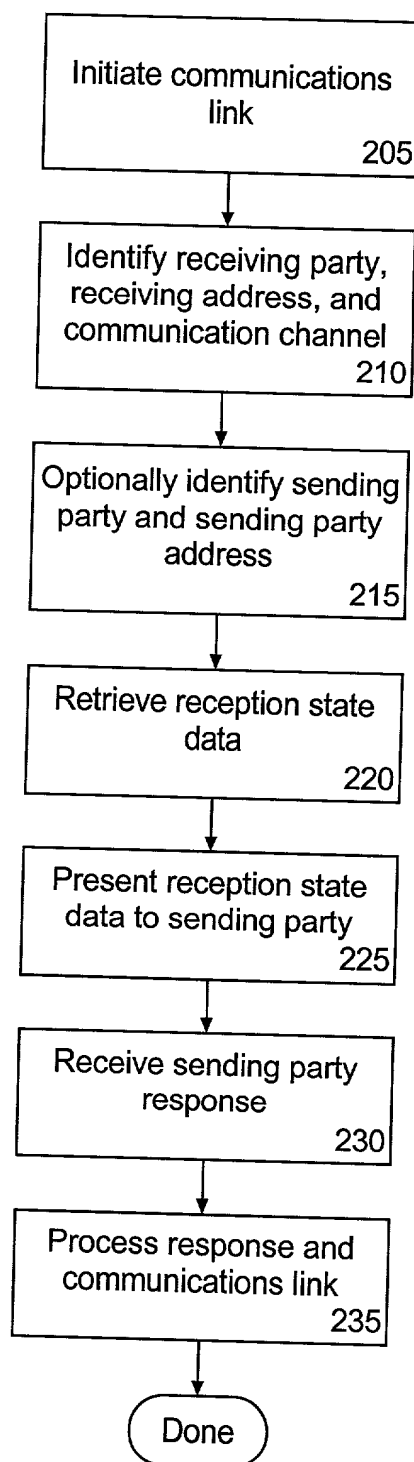 Initiate communications
link
205
Identify receiving party,
receiving address, and
communication channel
210
Optionally identify sending
party and sending party
address
215
Retrieve reception state
data
220
Present reception state
data to sending party
225
Receive sending party
response
230
Process response and
communications link
235
Done